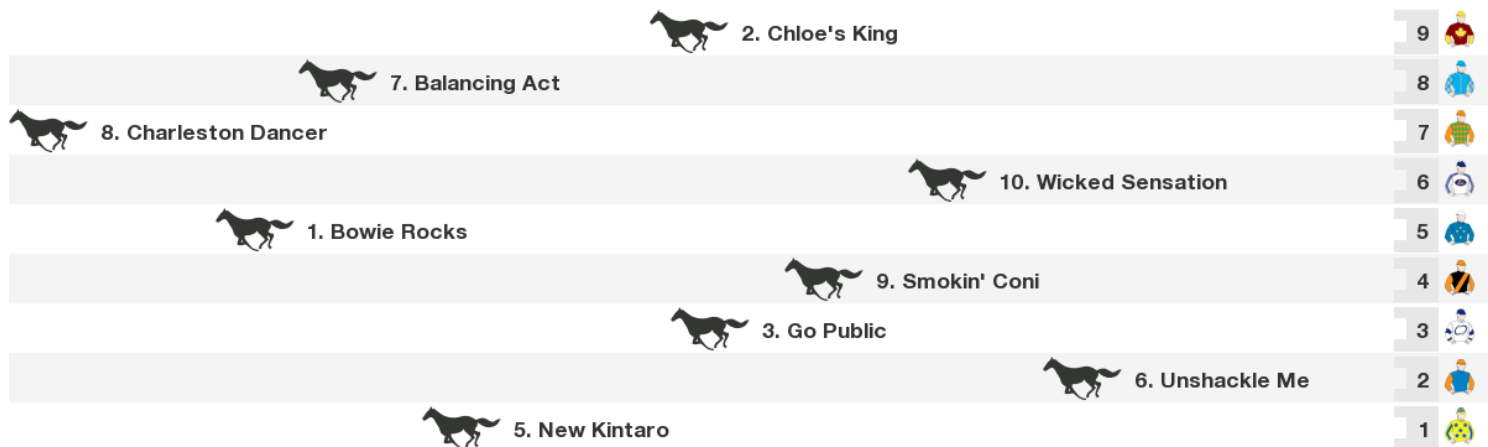 2. Chloe's King 9
7. Balancing Act 8
8. Charleston Dancer 7
10. Wicked Sensation 6
1. Bowie Rocks 5
9. Smokin' Coni 4
3. Go Public 3
6. Unshackle Me 2
5. New Kintaro 1